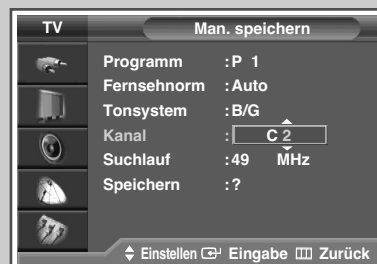 TV
Man. speichern
Programm :P 1
Fernsehnorm :Auto
Tonsystem :B/G
Kanal : C 2
Suchlauf :49 MHz
Speichern :?
Einstellen Eingabe Zurück